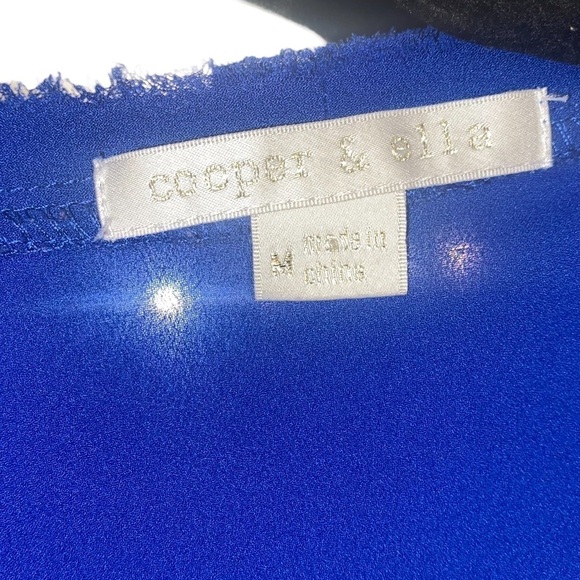 cooper & ella
M
made in
china